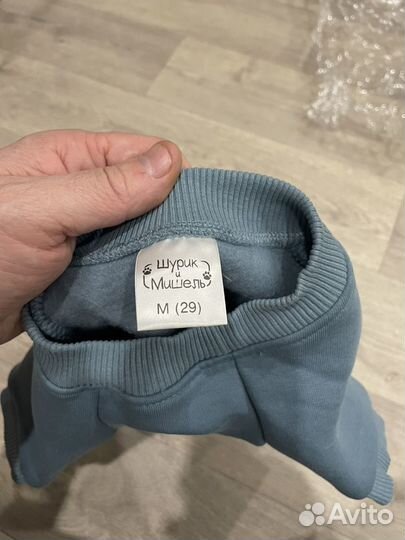 Шурик
и
Мишель
M (29)
Avito